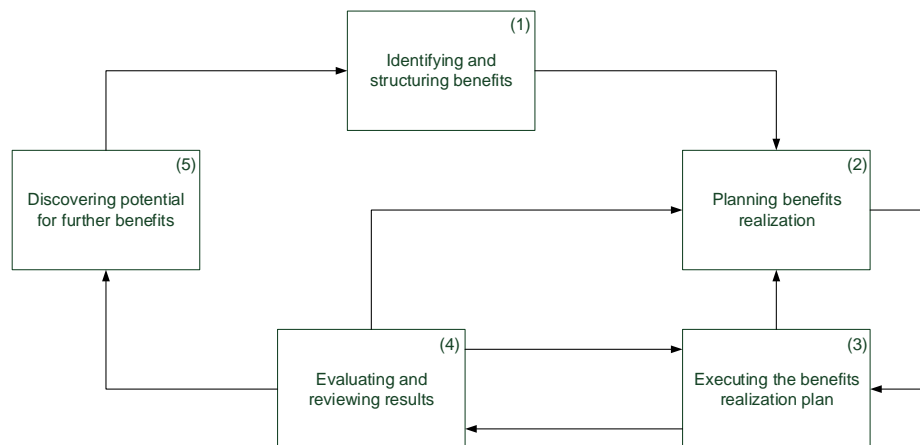 (1)
Identifying and
structuring benefits
(5)
Discovering potential
for further benefits
(2)
Planning benefits
realization
(4)
Evaluating and
reviewing results
(3)
Executing the benefits
realization plan